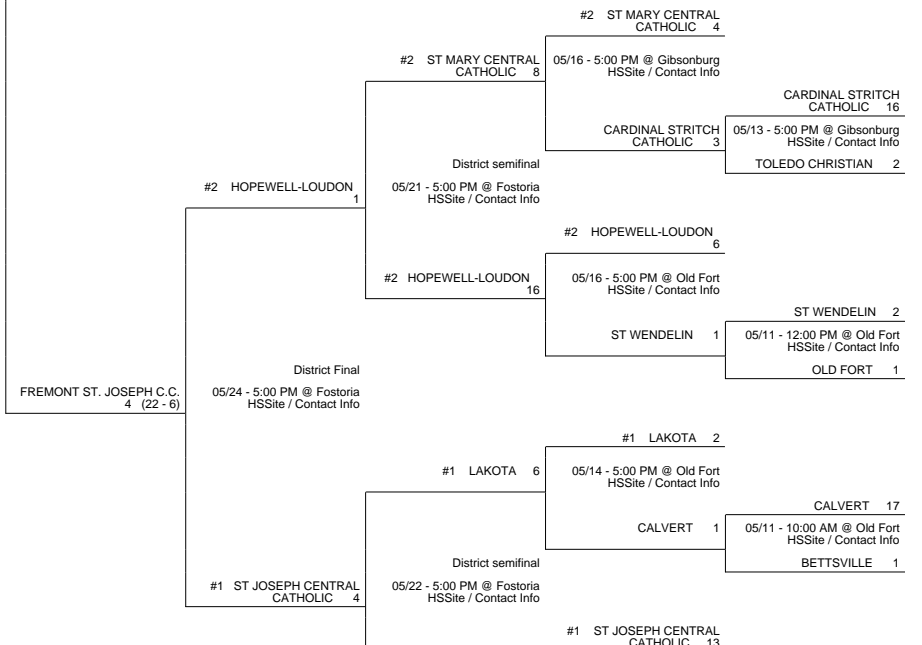 #2 ST MARY CENTRAL
CATHOLIC 4
#2 ST MARY CENTRAL
CATHOLIC 8
05/16 - 5:00 PM @ Gibsonburg
HSSite / Contact Info
CARDINAL STRITCH
CATHOLIC 16
CARDINAL STRITCH
CATHOLIC 3
05/13 - 5:00 PM @ Gibsonburg
HSSite / Contact Info
TOLEDO CHRISTIAN 2
District semifinal
05/21 - 5:00 PM @ Fostoria
HSSite / Contact Info
#2 HOPEWELL-LOUDON
1
#2 HOPEWELL-LOUDON
6
#2 HOPEWELL-LOUDON
16
05/16 - 5:00 PM @ Old Fort
HSSite / Contact Info
ST WENDELIN 2
ST WENDELIN 1
05/11 - 12:00 PM @ Old Fort
HSSite / Contact Info
OLD FORT 1
District Final
05/24 - 5:00 PM @ Fostoria
HSSite / Contact Info
FREMONT ST. JOSEPH C.C.
4 (22 - 6)
#1 LAKOTA 2
#1 LAKOTA 6
05/14 - 5:00 PM @ Old Fort
HSSite / Contact Info
CALVERT 17
CALVERT 1
05/11 - 10:00 AM @ Old Fort
HSSite / Contact Info
BETTSVILLE 1
District semifinal
05/22 - 5:00 PM @ Fostoria
HSSite / Contact Info
#1 ST JOSEPH CENTRAL
CATHOLIC 4
#1 ST JOSEPH CENTRAL
CATHOLIC 13